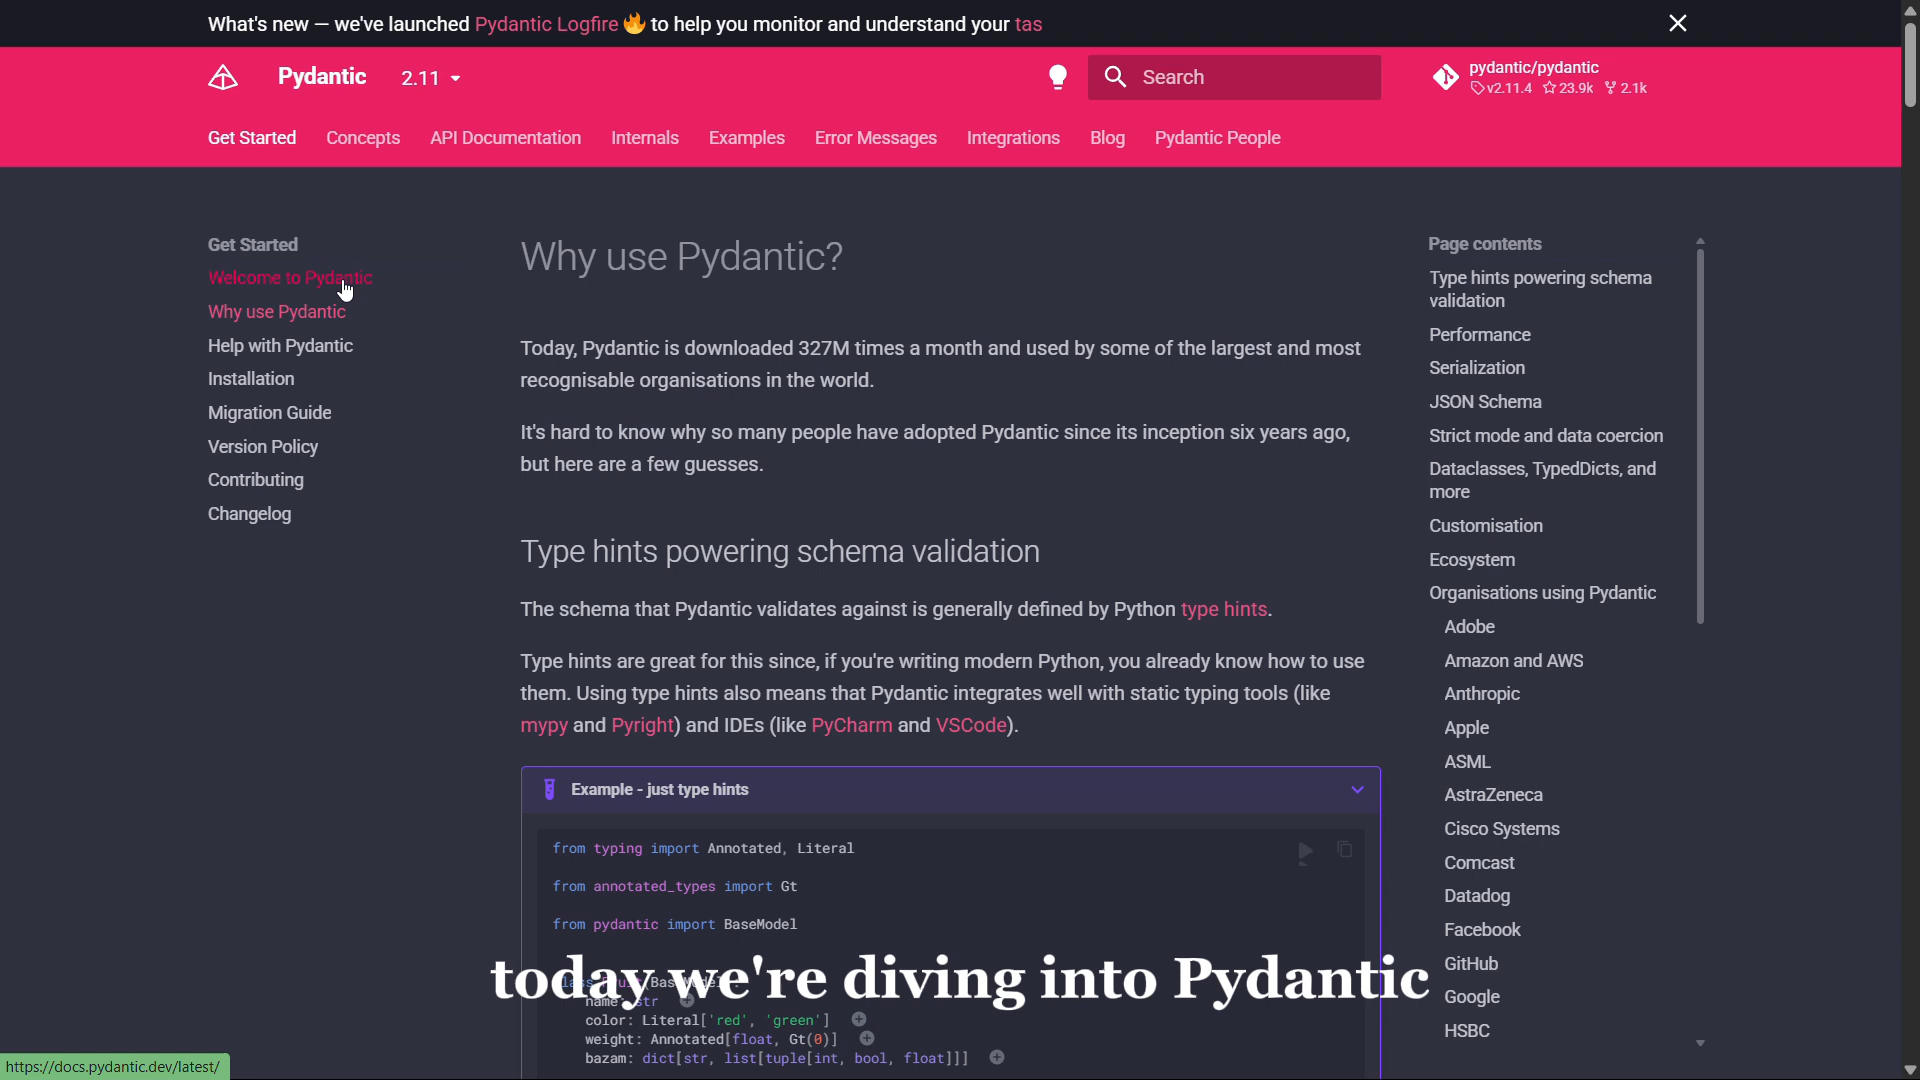 What's new — we've launched Pydantic Logfire 🔥 to help you monitor and understand your tas
Pydantic 2.11
Search
pydantic/pydantic
v2.11.4 23.9k 2.1k
Get Started Concepts API Documentation Internals Examples Error Messages Integrations Blog Pydantic People
Get Started
Welcome to Pydantic
Why use Pydantic
Help with Pydantic
Installation
Migration Guide
Version Policy
Contributing
Changelog
Why use Pydantic?
Today, Pydantic is downloaded 327M times a month and used by some of the largest and most
recognisable organisations in the world.
It's hard to know why so many people have adopted Pydantic since its inception six years ago,
but here are a few guesses.
Type hints powering schema validation
The schema that Pydantic validates against is generally defined by Python type hints.
Type hints are great for this since, if you're writing modern Python, you already know how to use
them. Using type hints also means that Pydantic integrates well with static typing tools (like
mypy and Pyright) and IDEs (like PyCharm and VSCode).
Example - just type hints
from typing import Annotated, Literal
from annotated_types import Gt
from pydantic import BaseModel
name: str
color: Literal['red', 'green']
weight: Annotated[float, Gt(0)]
bazam: dict[str, list[tuple[int, bool, float]]]
today we're diving into Pydantic
Page contents
Type hints powering schema
validation
Performance
Serialization
JSON Schema
Strict mode and data coercion
Dataclasses, TypedDicts, and
more
Customisation
Ecosystem
Organisations using Pydantic
Adobe
Amazon and AWS
Anthropic
Apple
ASML
AstraZeneca
Cisco Systems
Comcast
Datadog
Facebook
GitHub
Google
HSBC
https://docs.pydantic.dev/latest/